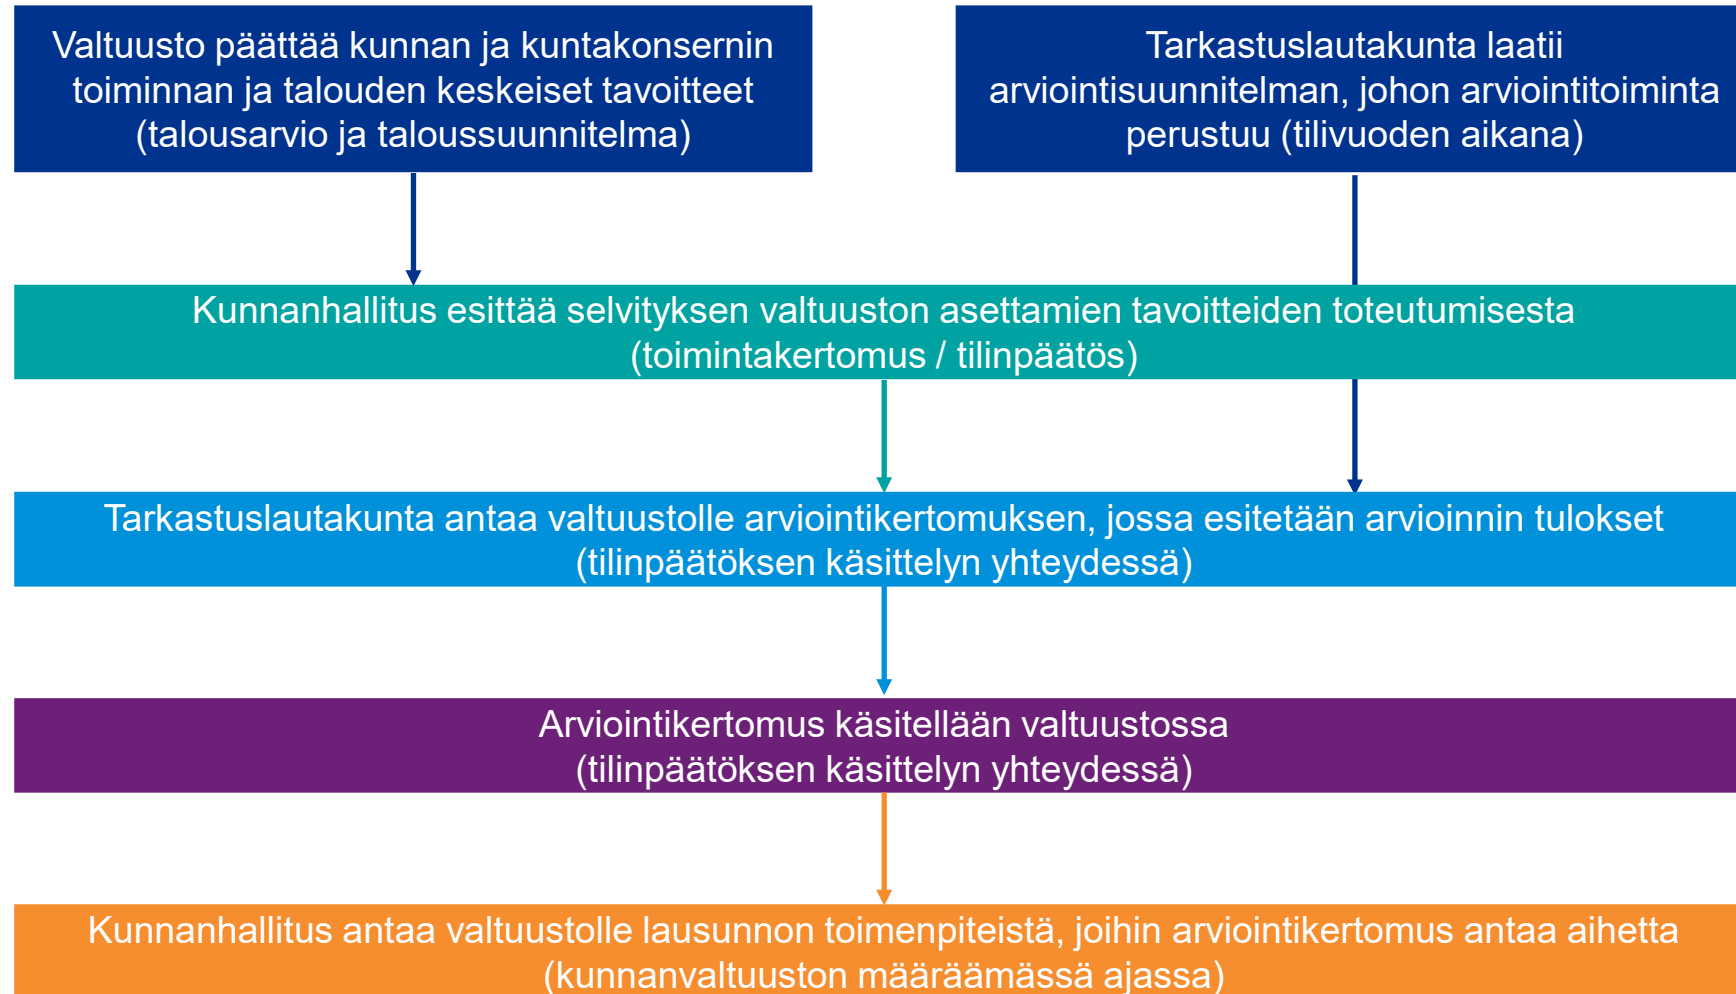 Valtuusto päättää kunnan ja kuntakonsernin
toiminnan ja talouden keskeiset tavoitteet
(talousarvio ja taloussuunnitelma)
Tarkastuslautakunta laatii
arviointisuunnitelman, johon arviointitoiminta
perustuu (tilivuoden aikana)
Kunnanhallitus esittää selvityksen valtuuston asettamien tavoitteiden toteutumisesta
(toimintakertomus / tilinpäätös)
Tarkastuslautakunta antaa valtuustolle arviointikertomuksen, jossa esitetään arvioinnin tulokset
(tilinpäätöksen käsittelyn yhteydessä)
Arviointikertomus käsitellään valtuustossa
(tilinpäätöksen käsittelyn yhteydessä)
Kunnanhallitus antaa valtuustolle lausunnon toimenpiteistä, joihin arviointikertomus antaa aihetta
(kunnanvaltuuston määräämässä ajassa)